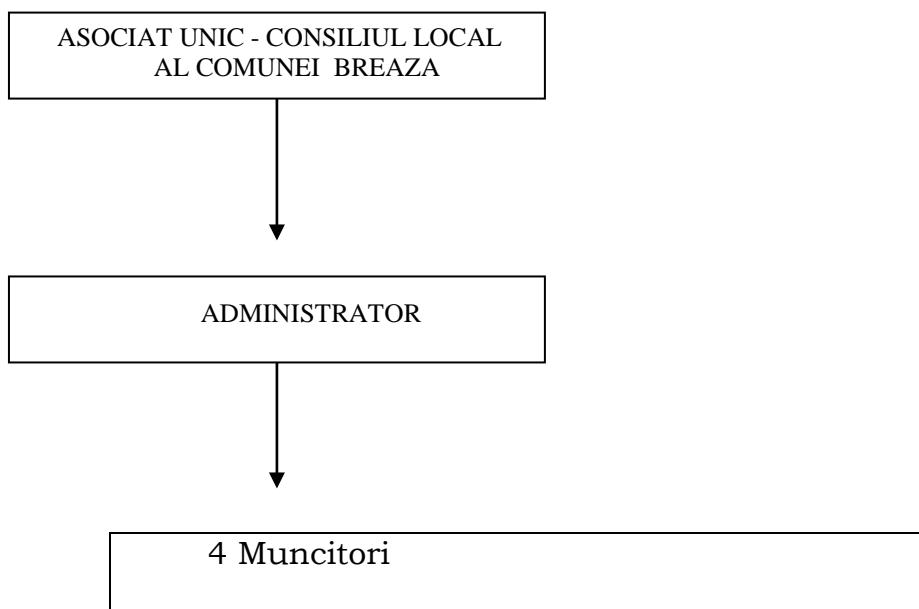 ASOCIAT UNIC - CONSILIUL LOCAL
AL COMUNEI BREAZA
ADMINISTRATOR
4 Muncitori